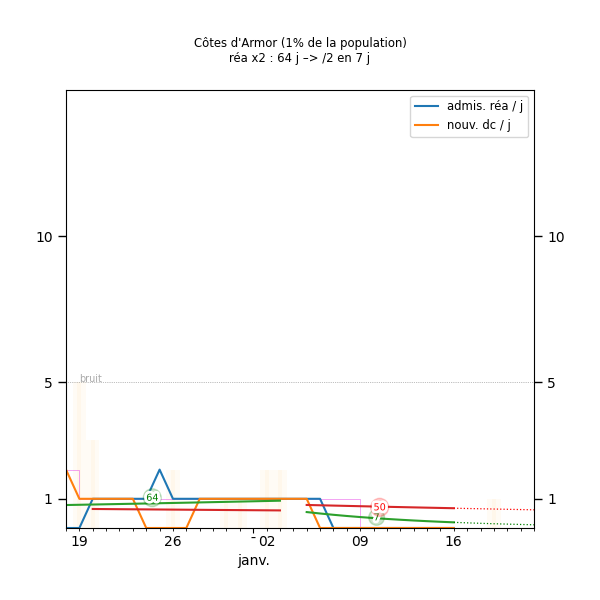 Côtes d'Armor (1% de la population)
réa x2 : 64 j –> /2 en 7 j
admis. réa / j
nouv. dc / j
10 10
bruit
5 5
64
50
1 1
19 26 02 09 16
janv.